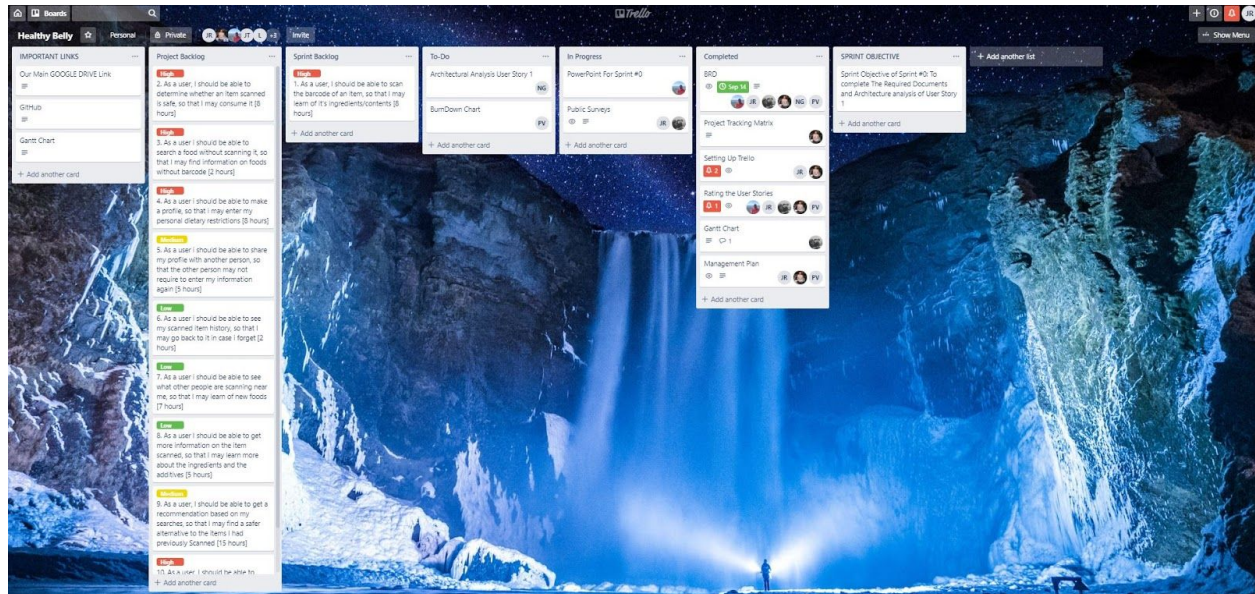 Boards
Trello
JR
Healthy Belly
Personal
Private
JR
JT
L
+3
Invite
Show Menu
IMPORTANT LINKS
Our Main GOOGLE DRIVE Link
GitHub
Gantt Chart
+ Add another card
Project Backlog
High
2. As a user, I should be able to
determine whether an item scanned
is safe, so that I may consume it [8
hours]
High
3. As a user I should be able to
search a food without scanning it, so
that I may find information on foods
without barcode [2 hours]
High
4. As a user I should be able to make
a profile, so that I may enter my
personal dietary restrictions [8 hours]
Medium
5. As a user I should be able to share
my profile with another person, so
that the other person may not
require to enter my information
again [5 hours]
Low
6. As a user I should be able to see
my scanned item history, so that I
may go back to it in case I forget [2
hours]
Low
7. As a user I should be able to see
what other people are scanning near
me, so that I may learn of new foods
[7 hours]
Low
8. As a user I should be able to get
more information on the item
scanned, so that I may learn more
about the ingredients and the
additives [5 hours]
Medium
9. As a user, I should be able to get a
recommendation based on my
searches, so that I may find a safer
alternative to the items I had
previously Scanned [15 hours]
High
10. As a user I should be able to
+ Add another card
Sprint Backlog
High
1. As a user, I should be able to scan
the barcode of an item, so that I may
learn of it's ingredients/contents [8
hours]
+ Add another card
To-Do
Architectural Analysis User Story 1
NG
BurnDown Chart
PV
+ Add another card
In Progress
PowerPoint For Sprint #0
Public Surveys
JR
+ Add another card
Completed
BRD
Sep 14
JR NG PV
Project Tracking Matrix
Setting Up Trello
2
JR
Rating the User Stories
1
JR PV
Gantt Chart
1
Management Plan
JR PV
+ Add another card
SPRINT OBJECTIVE
Sprint Objective of Sprint #0: To
complete The Required Documents
and Architecture analysis of User Story
1
+ Add another card
+ Add another list